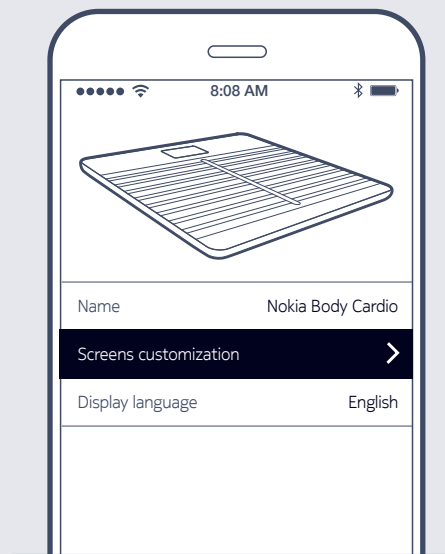 8:08 AM
Name Nokia Body Cardio
Screens customization
Display language English